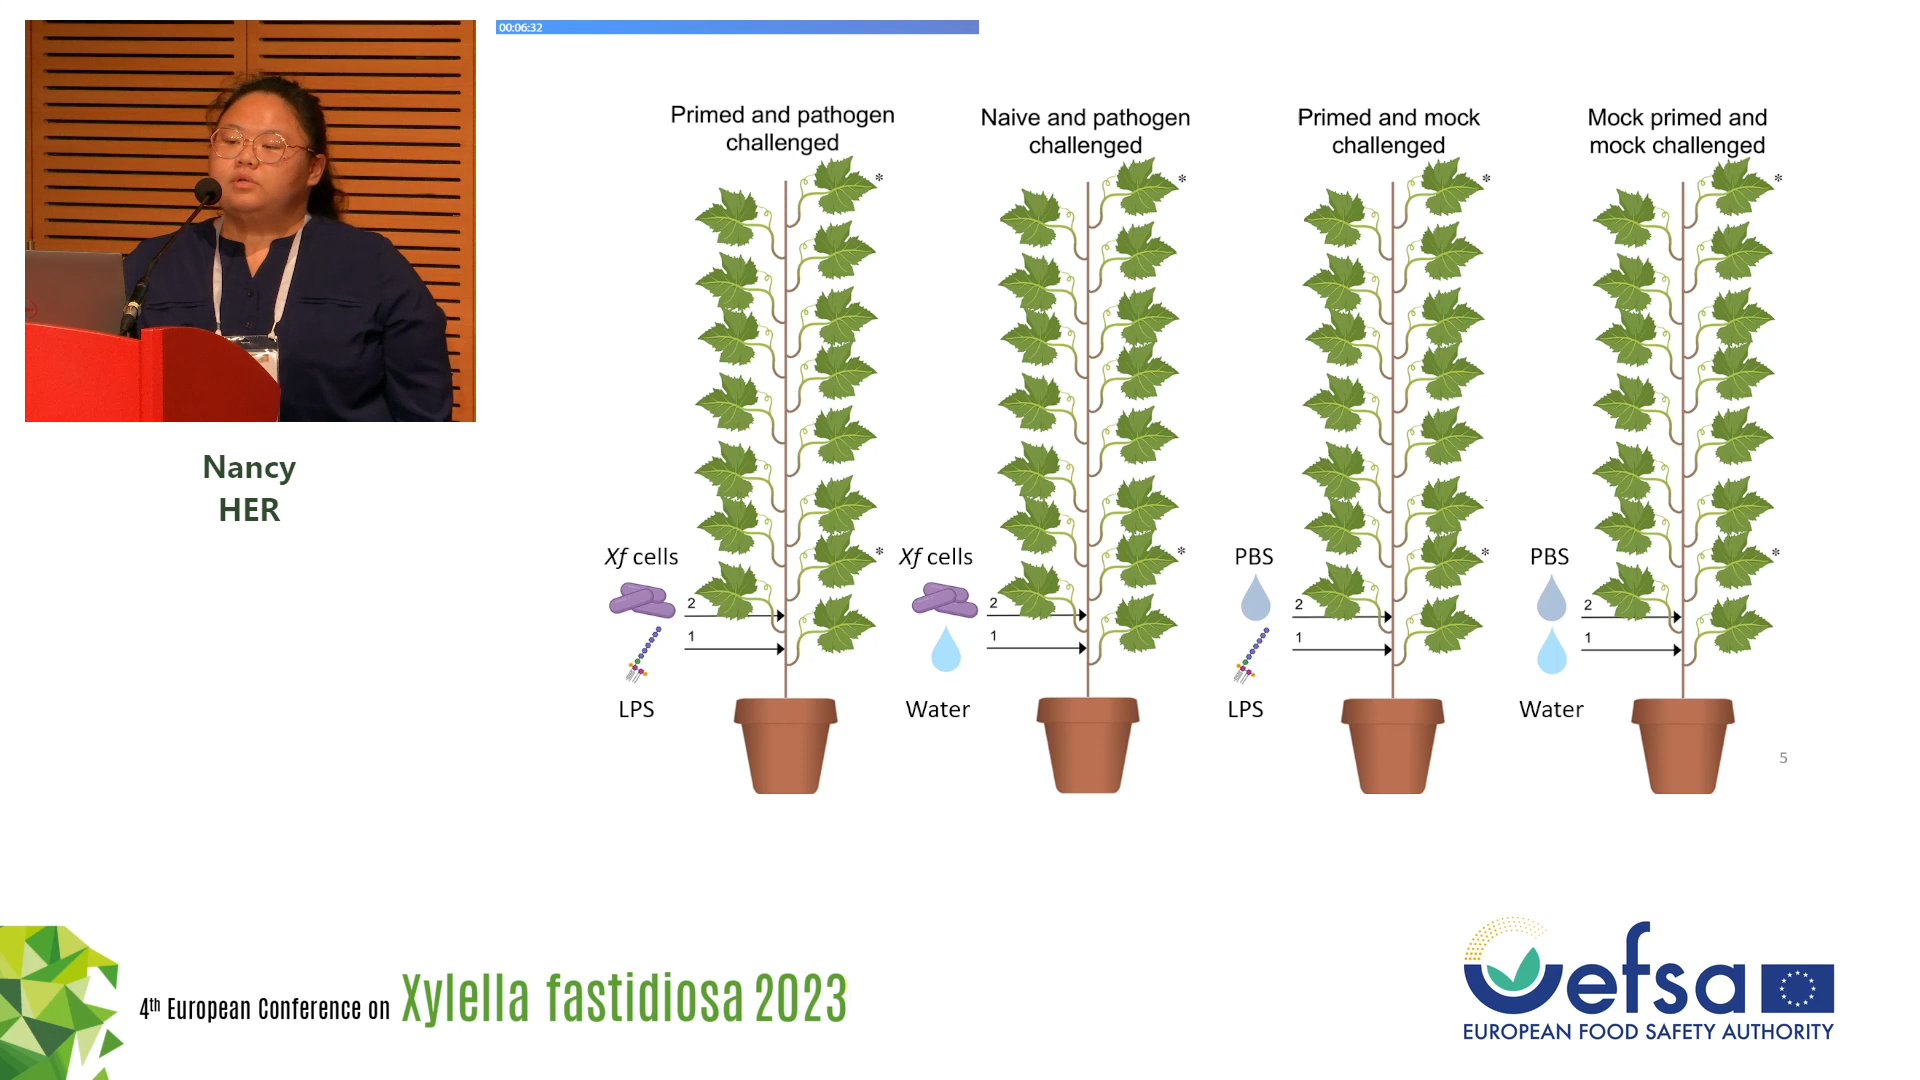 00:06:32
Primed and pathogen
challenged
Naive and pathogen
challenged
Primed and mock
challenged
Mock primed and
mock challenged
*
*
*
*
Nancy
HER
Xf cells
*
Xf cells
*
PBS
*
PBS
*
2
2
2
2
1
1
1
1
LPS
Water
LPS
Water
5
4th European Conference on Xylella fastidiosa 2023
efsa
EUROPEAN FOOD SAFETY AUTHORITY